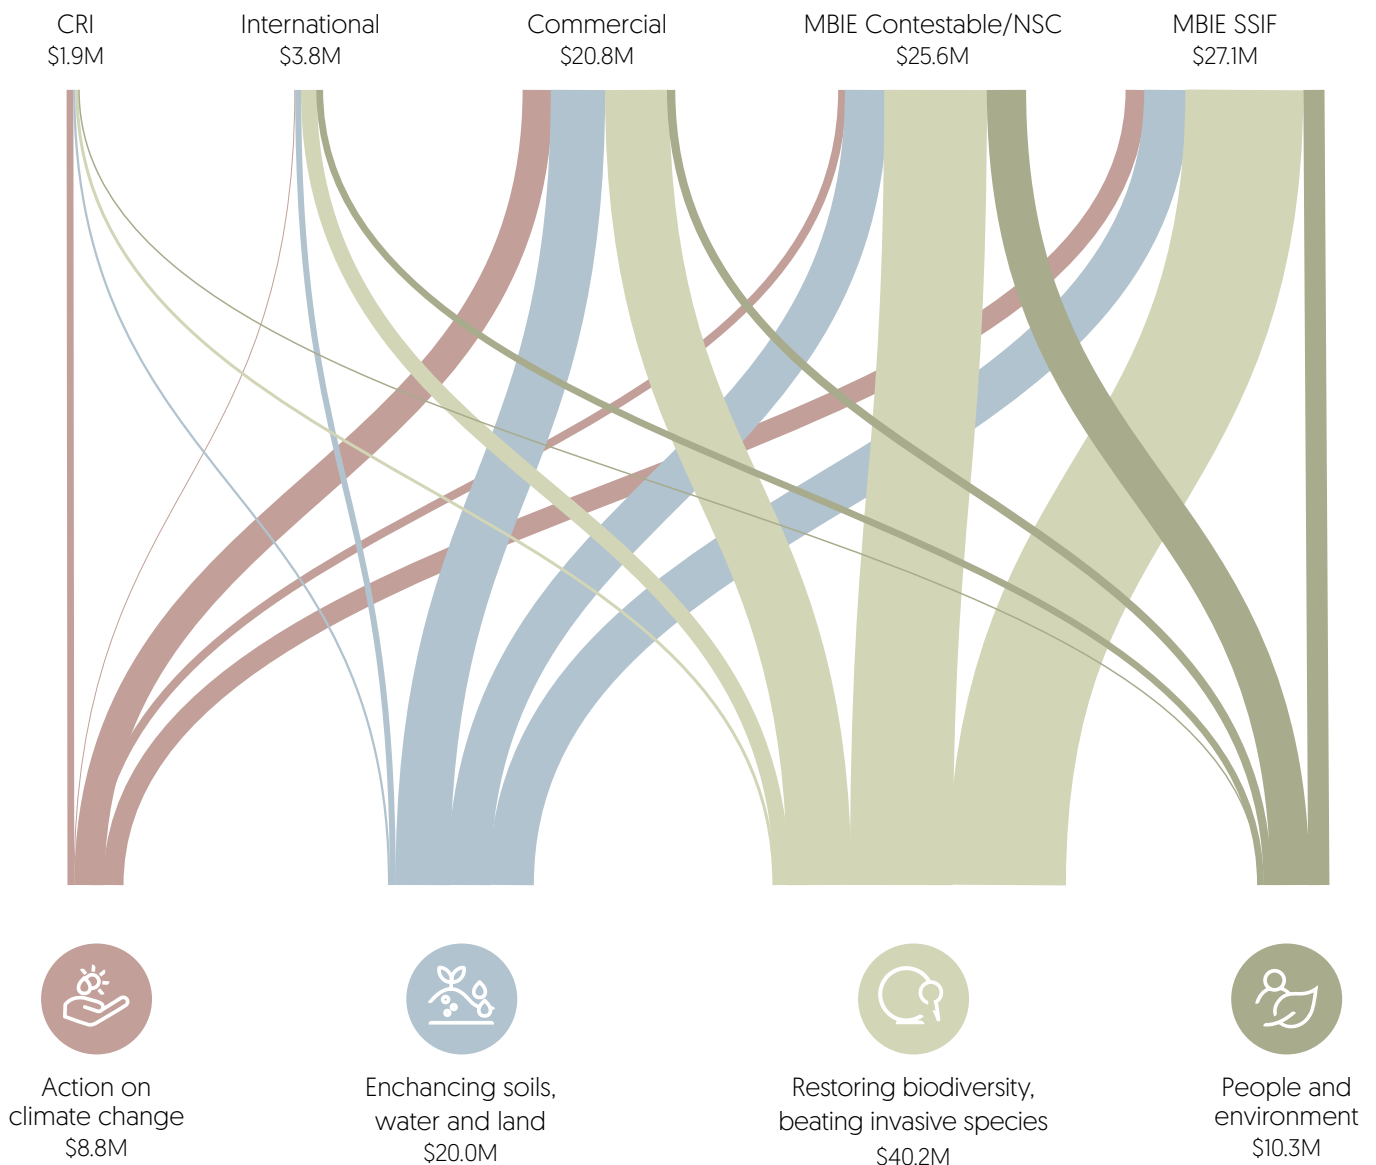 CRI
$1.9M
International
$3.8M
Commercial
$20.8M
MBIE Contestable/NSC
$25.6M
MBIE SSIF
$27.1M
Action on
climate change
$8.8M
Enchancing soils,
water and land
$20.0M
Restoring biodiversity,
beating invasive species
$40.2M
People and
environment
$10.3M